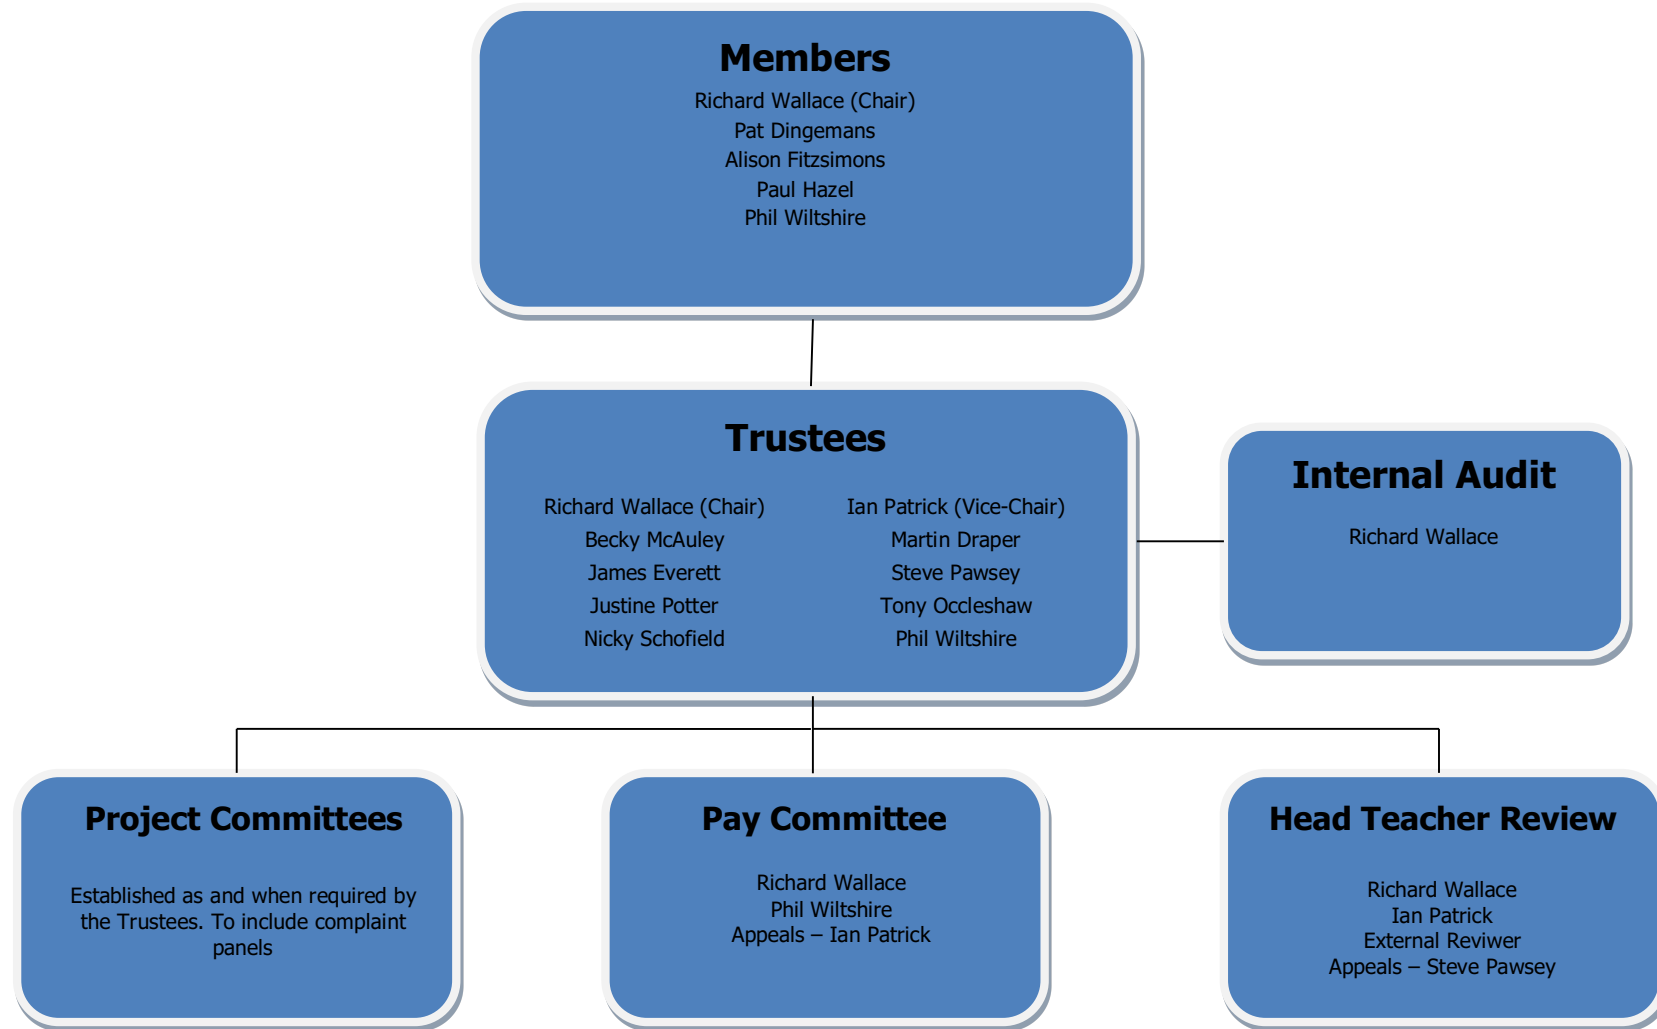 Members
Richard Wallace (Chair)
Pat Dingemans
Alison Fitzsimons
Paul Hazel
Phil Wiltshire
Trustees
Richard Wallace (Chair)
Becky McAuley
James Everett
Justine Potter
Nicky Schofield
Ian Patrick (Vice-Chair)
Martin Draper
Steve Pawsey
Tony Occleshaw
Phil Wiltshire
Internal Audit
Richard Wallace
Project Committees
Established as and when required by
the Trustees. To include complaint
panels
Pay Committee
Richard Wallace
Phil Wiltshire
Appeals – Ian Patrick
Head Teacher Review
Richard Wallace
Ian Patrick
External Reviwer
Appeals – Steve Pawsey